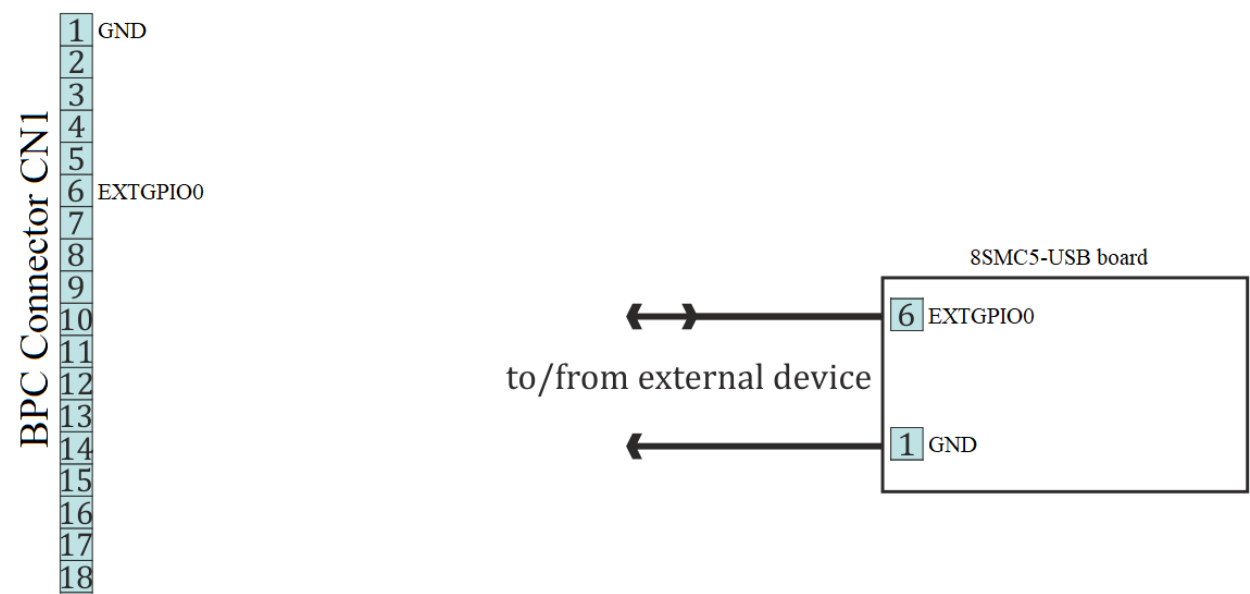 BPC Connector CN1
1 GND
2
3
4
5
6 EXTGPIO0
7
8
9
10
11
12
13
14
15
16
17
18
8SMC5-USB board
6 EXTGPIO0
to/from external device
1 GND